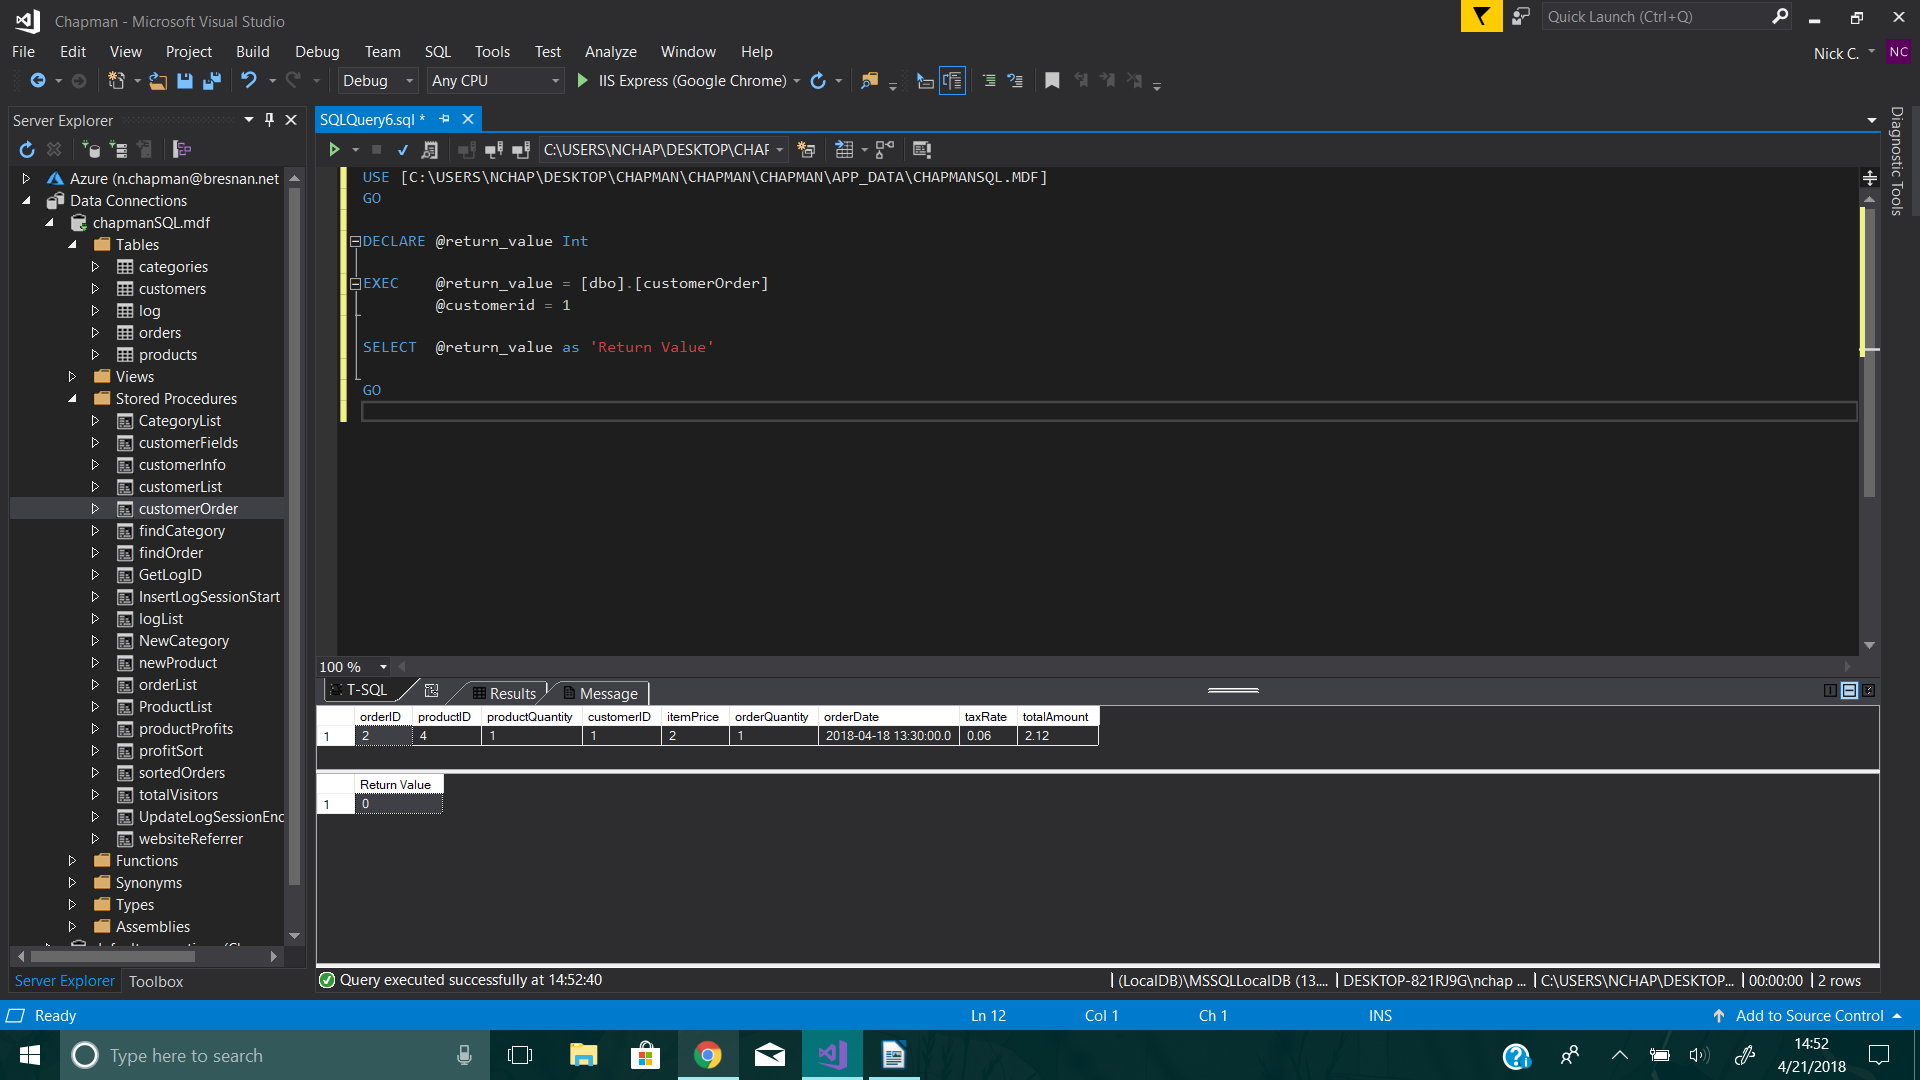 Chapman - Microsoft Visual Studio
Quick Launch (Ctrl+Q)
File Edit View Project Build Debug Team SQL Tools Test Analyze Window Help
Nick C. NC
Debug Any CPU IIS Express (Google Chrome)
Server Explorer
SQLQuery6.sql *
Diagnostic Tools
C:\USERS\NCHAP\DESKTOP\CHAP
Azure (n.chapman@bresnan.net
Data Connections
chapmanSQL.mdf
Tables
categories
customers
log
orders
products
Views
Stored Procedures
CategoryList
customerFields
customerInfo
customerList
customerOrder
findCategory
findOrder
GetLogID
InsertLogSessionStart
logList
NewCategory
newProduct
orderList
ProductList
productProfits
profitSort
sortedOrders
totalVisitors
UpdateLogSessionEnd
websiteReferrer
Functions
Synonyms
Types
Assemblies
Server Explorer Toolbox
USE [C:\USERS\NCHAP\DESKTOP\CHAPMAN\CHAPMAN\CHAPMAN\APP_DATA\CHAPMANSQL.MDF]
GO
DECLARE @return_value Int
EXEC @return_value = [dbo].[customerOrder]
@customerid = 1
SELECT @return_value as 'Return Value'
GO
100 %
T-SQL Results Message
orderID productID productQuantity customerID itemPrice orderQuantity orderDate taxRate totalAmount
1 2 4 1 1 2 1 2018-04-18 13:30:00.0 0.06 2.12
Return Value
1 0
Query executed successfully at 14:52:40
(LocalDB)\MSSQLLocalDB (13.... DESKTOP-821RJ9G\nchap ... C:\USERS\NCHAP\DESKTOP... 00:00:00 2 rows
Ready Ln 12 Col 1 Ch 1 INS Add to Source Control
Type here to search
14:52
4/21/2018